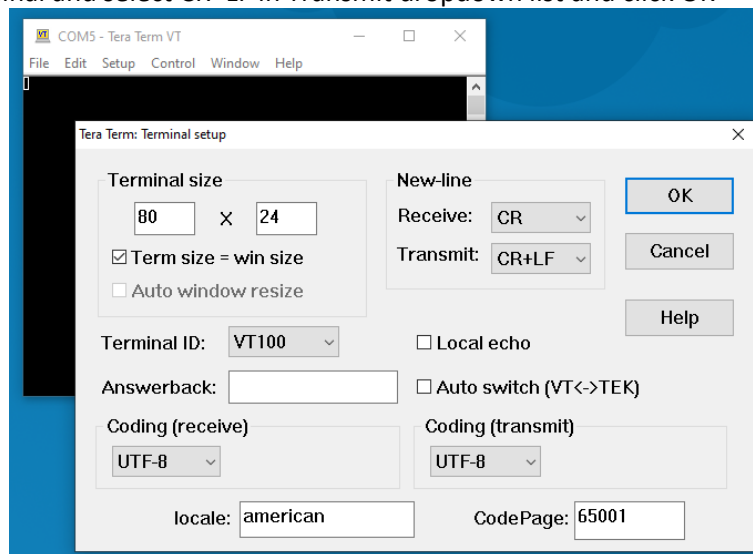 and select CR+LF in Transmit dropdown list and click OK
VT COM5 - Tera Term VT
File Edit Setup Control Window Help
Tera Term: Terminal setup
Terminal size
80 X 24
Term size = win size
Auto window resize
New-line
Receive: CR
Transmit: CR+LF
OK
Cancel
Help
Terminal ID: VT100
Local echo
Answerback:
Auto switch (VT<->TEK)
Coding (receive)
UTF-8
Coding (transmit)
UTF-8
locale: american
CodePage: 65001